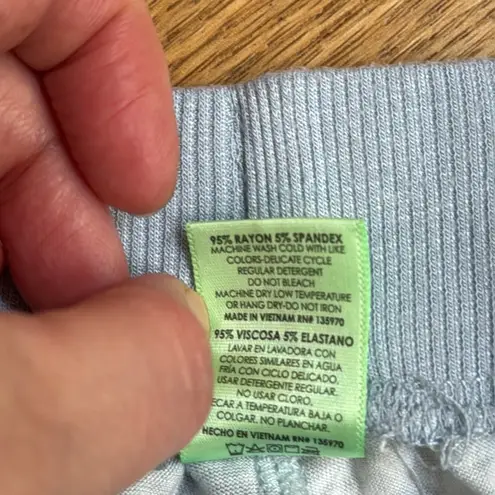 95% RAYON 5% SPANDEX
MACHINE WASH COLD WITH LIKE
COLORS-DELICATE CYCLE
REGULAR DETERGENT
DO NOT BLEACH
MACHINE DRY LOW TEMPERATURE
OR HANG DRY-DO NOT IRON
MADE IN VIETNAM RN# 135970
95% VISCOSA 5% ELASTANO
LAVAR EN LAVADORA CON
COLORES SIMILARES EN AGUA
FRÍA CON CICLO DELICADO.
USAR DETERGENTE REGULAR.
NO USAR CLORO.
ECAR A TEMPERATURA BAJA O
COLGAR. NO PLANCHAR.
HECHO EN VIETNAM RN# 135970